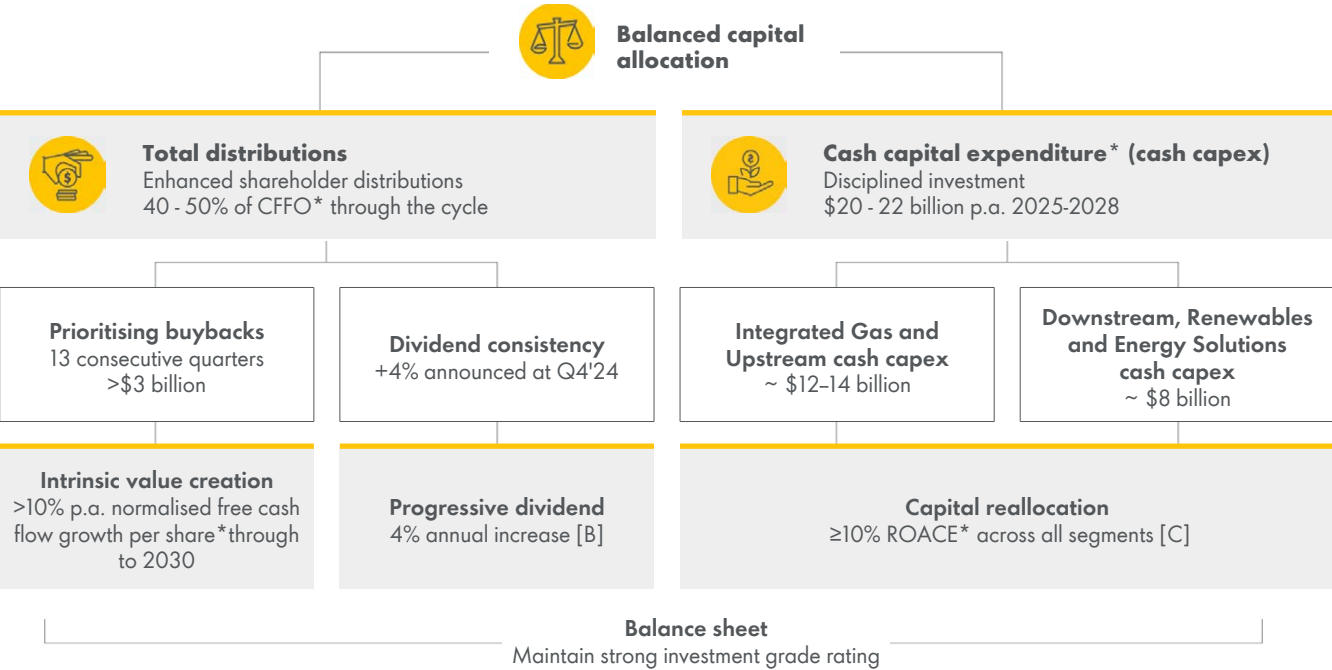 Balanced capital
allocation
Total distributions
Enhanced shareholder distributions
40 - 50% of CFFO* through the cycle
Cash capital expenditure* (cash capex)
Disciplined investment
$20 - 22 billion p.a. 2025-2028
Prioritising buybacks
13 consecutive quarters
>$3 billion
Dividend consistency
+4% announced at Q4'24
Integrated Gas and
Upstream cash capex
~ $12–14 billion
Downstream, Renewables
and Energy Solutions
cash capex
~ $8 billion
Intrinsic value creation
>10% p.a. normalised free cash
flow growth per share*through
to 2030
Progressive dividend
4% annual increase [B]
Capital reallocation
≥10% ROACE* across all segments [C]
Balance sheet
Maintain strong investment grade rating